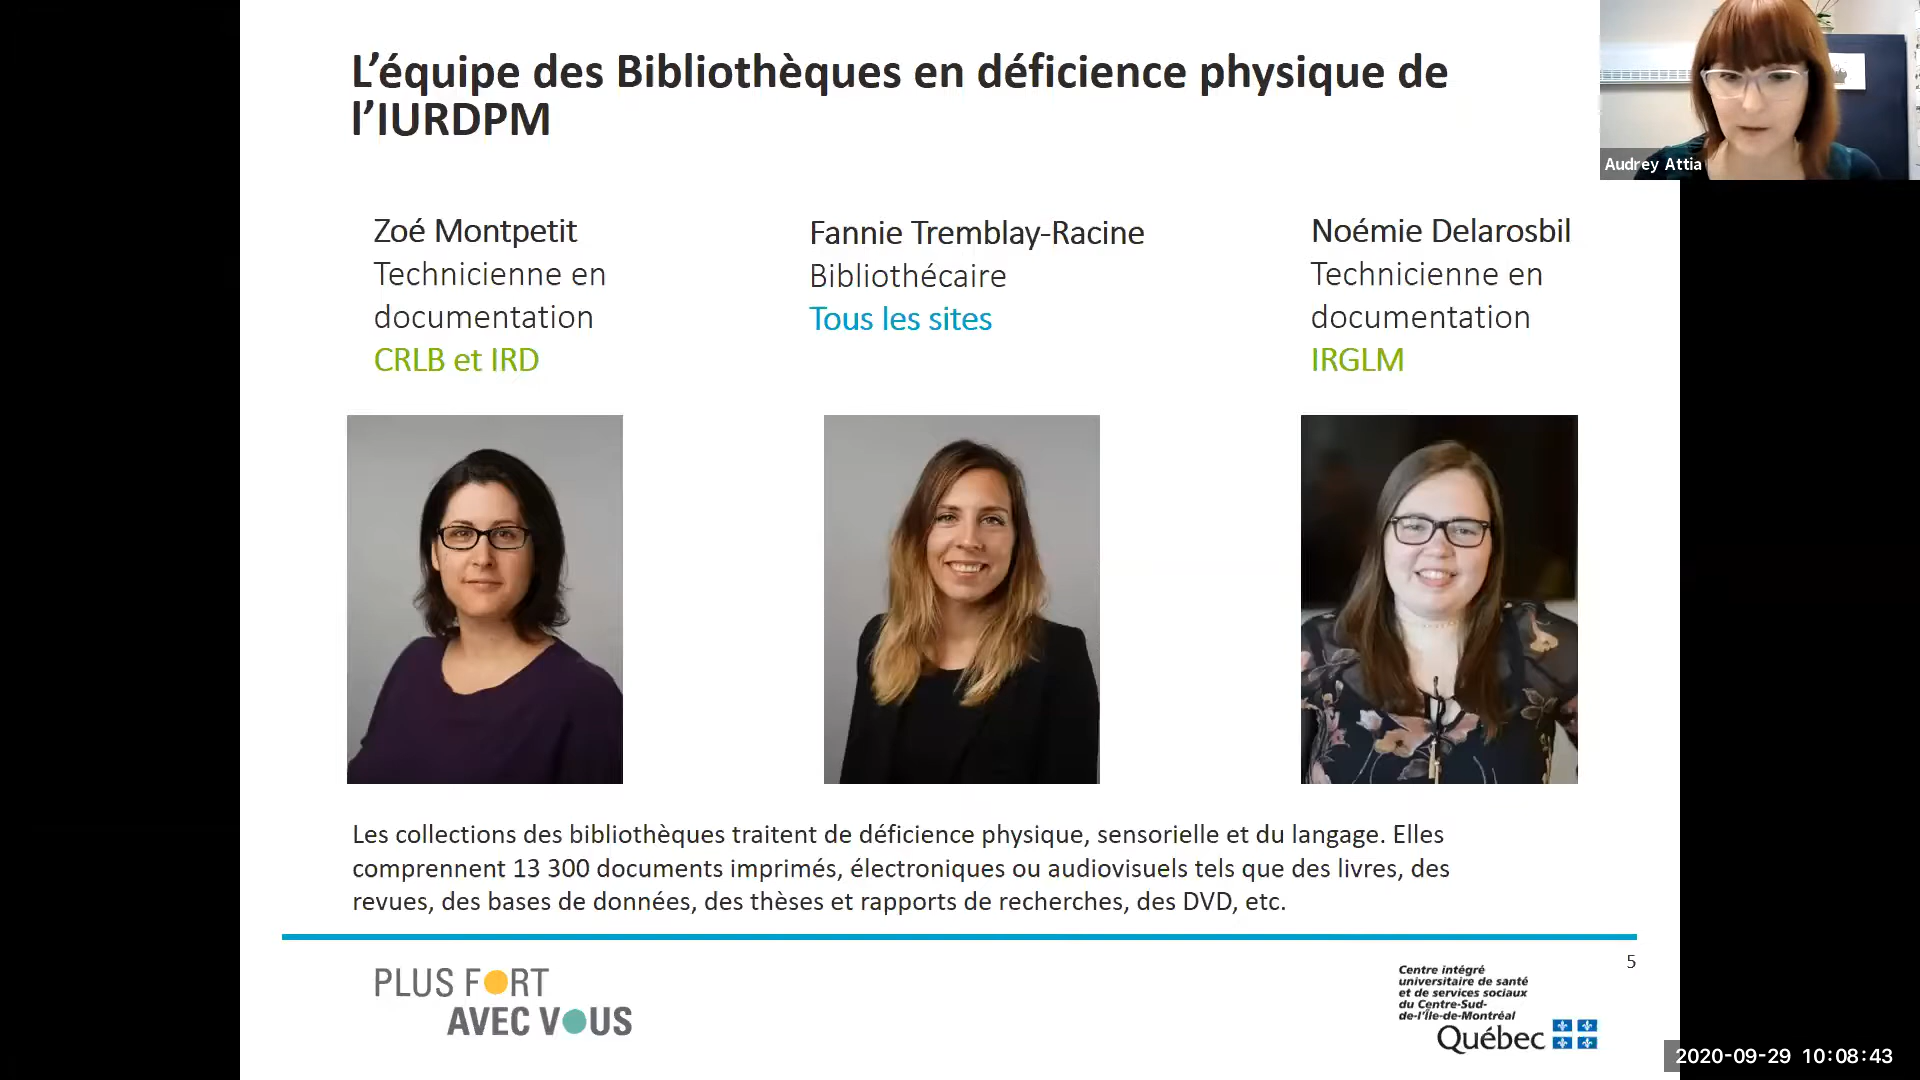 L’équipe des Bibliothèques en déficience physique de
l’IURDPM
Audrey Attia
Zoé Montpetit
Technicienne en
documentation
CRLB et IRD
Fannie Tremblay-Racine
Bibliothécaire
Tous les sites
Noémie Delarosbil
Technicienne en
documentation
IRGLM
Les collections des bibliothèques traitent de déficience physique, sensorielle et du langage. Elles
comprennent 13 300 documents imprimés, électroniques ou audiovisuels tels que des livres, des
revues, des bases de données, des thèses et rapports de recherches, des DVD, etc.
5
PLUS FORT
AVEC VOUS
Centre intégré
universitaire de santé
et de services sociaux
du Centre-Sud-
de-l’Île-de-Montréal
Québec
2020-09-29 10:08:43